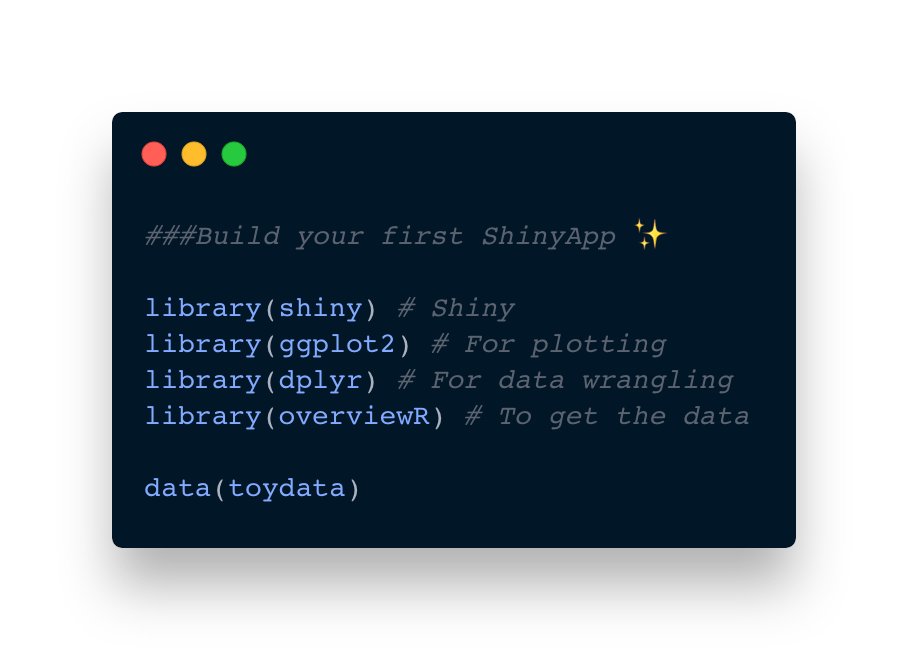 ###Build your first ShinyApp ✨
library(shiny) # Shiny
library(ggplot2) # For plotting
library(dplyr) # For data wrangling
library(overviewR) # To get the data
data(toydata)